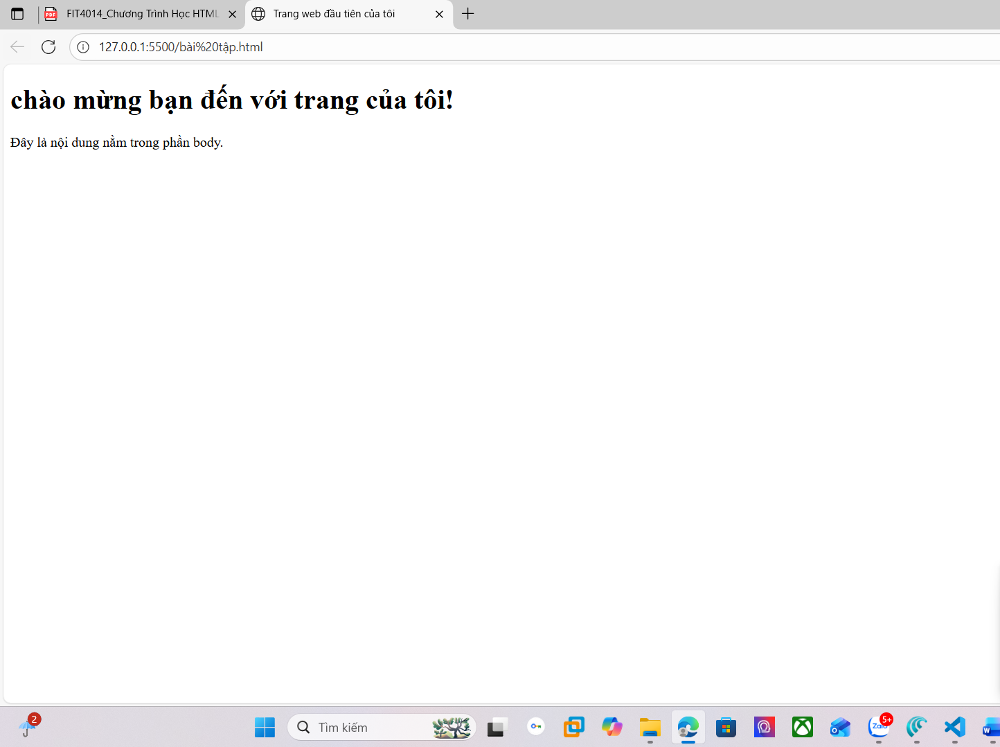 FIT4014_Chương Trình Học HTML
Trang web đầu tiên của tôi
127.0.0.1:5500/bài%20tập.html
chào mừng bạn đến với trang của tôi!
Đây là nội dung nằm trong phần body.
2
Tìm kiếm
Zalo
5+